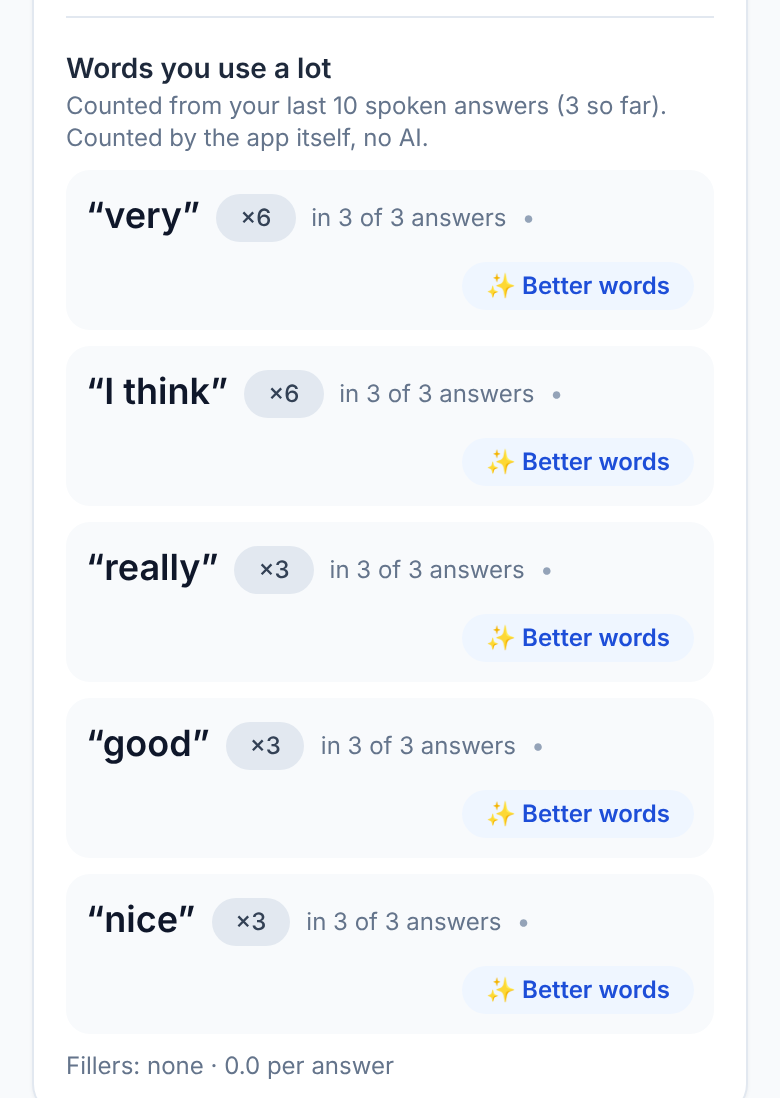 Words you use a lot
Counted from your last 10 spoken answers (3 so far).
Counted by the app itself, no AI.
“very” ×6 in 3 of 3 answers •
✨ Better words
“I think” ×6 in 3 of 3 answers •
✨ Better words
“really” ×3 in 3 of 3 answers •
✨ Better words
“good” ×3 in 3 of 3 answers •
✨ Better words
“nice” ×3 in 3 of 3 answers •
✨ Better words
Fillers: none · 0.0 per answer